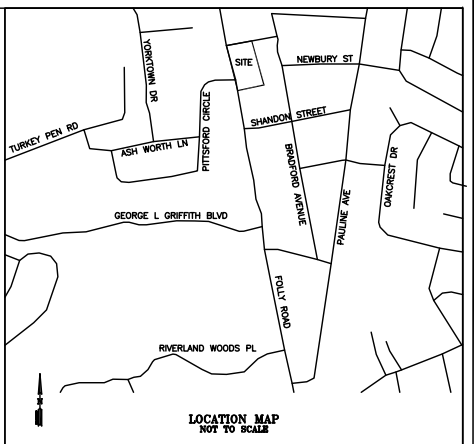 YORKTOWN DR
SITE
NEWBURY ST
TURKEY PEN RD
ASH WORTH LN
PITTSFORD CIRCLE
SHANDON STREET
BRADFORD AVENUE
PAULINE AVE
OAKCREST DR
GEORGE L GRIFFITH BLVD
FOLLY ROAD
RIVERLAND WOODS PL
LOCATION MAP
NOT TO SCALE